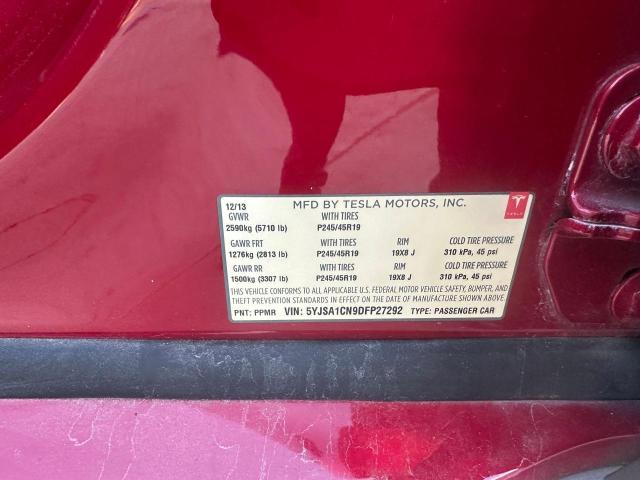 12/13 MFD BY TESLA MOTORS, INC.
GVWR WITH TIRES
2590kg (5710 lb) P245/45R19
GAWR FRT WITH TIRES RIM COLD TIRE PRESSURE
1276kg (2813 lb) P245/45R19 19X8 J 310 kPa, 45 psi
GAWR RR WITH TIRES RIM COLD TIRE PRESSURE
1500kg (3307 lb) P245/45R19 19X8 J 310 kPa, 45 psi
THIS VEHICLE CONFORMS TO ALL APPLICABLE U.S. FEDERAL MOTOR VEHICLE SAFETY, BUMPER, AND
THEFT PREVENTION STANDARDS IN EFFECT ON THE DATE OF MANUFACTURE SHOWN ABOVE.
PNT: PPMR VIN: 5YJSA1CN9DFP27292 TYPE: PASSENGER CAR